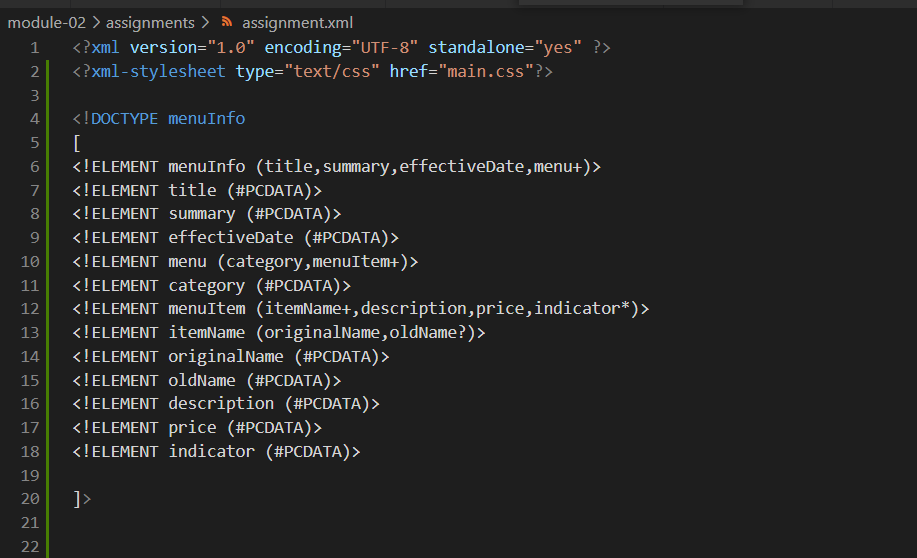 module-02 > assignments > assignment.xml
1 <?xml version="1.0" encoding="UTF-8" standalone="yes" ?>
2 <?xml-stylesheet type="text/css" href="main.css"?>
3
4 <!DOCTYPE menuInfo
5 [
6 <!ELEMENT menuInfo (title,summary,effectiveDate,menu+)>
7 <!ELEMENT title (#PCDATA)>
8 <!ELEMENT summary (#PCDATA)>
9 <!ELEMENT effectiveDate (#PCDATA)>
10 <!ELEMENT menu (category,menuItem+)>
11 <!ELEMENT category (#PCDATA)>
12 <!ELEMENT menuItem (itemName+,description,price,indicator*)>
13 <!ELEMENT itemName (originalName,oldName?)>
14 <!ELEMENT originalName (#PCDATA)>
15 <!ELEMENT oldName (#PCDATA)>
16 <!ELEMENT description (#PCDATA)>
17 <!ELEMENT price (#PCDATA)>
18 <!ELEMENT indicator (#PCDATA)>
19
20 ]>
21
22